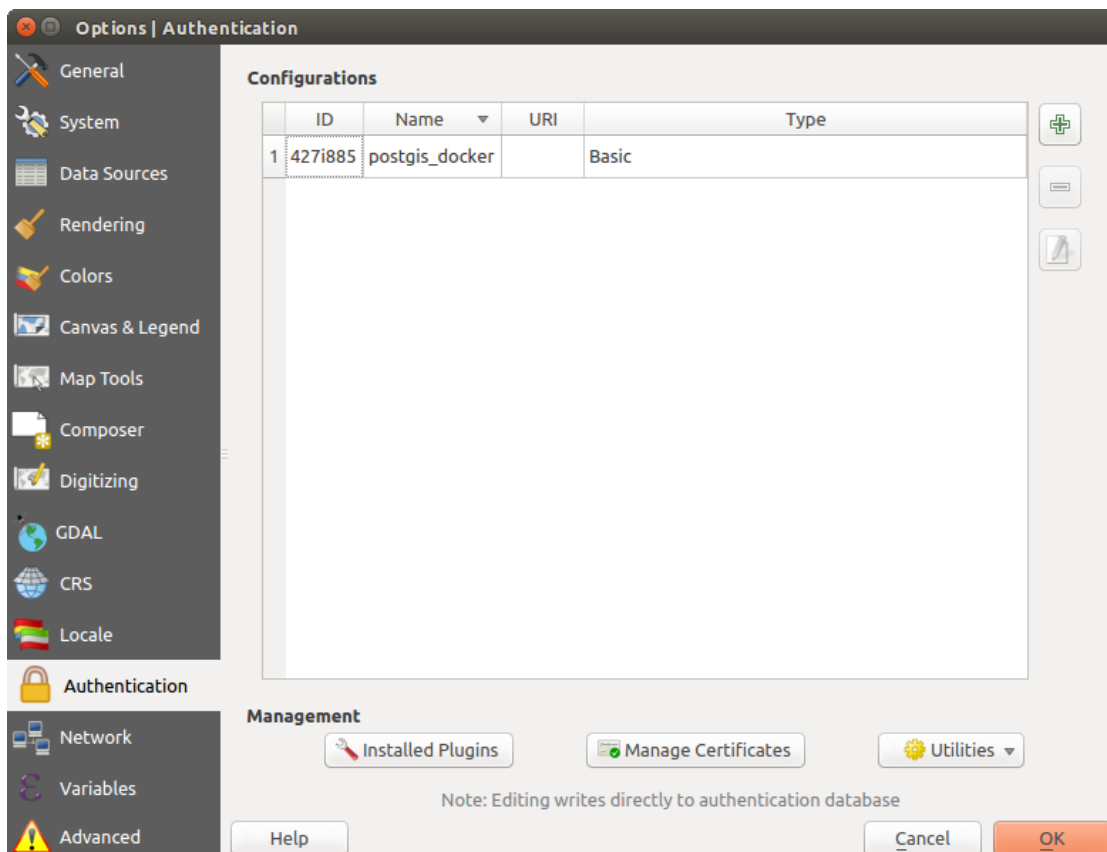 Options | Authentication
General
System
Data Sources
Rendering
Colors
Canvas & Legend
Map Tools
Composer
Digitizing
GDAL
CRS
Locale
Authentication
Network
Variables
Advanced
Configurations
ID Name URI Type
1 427i885 postgis_docker Basic
Management
Installed Plugins Manage Certificates Utilities
Note: Editing writes directly to authentication database
Help Cancel OK